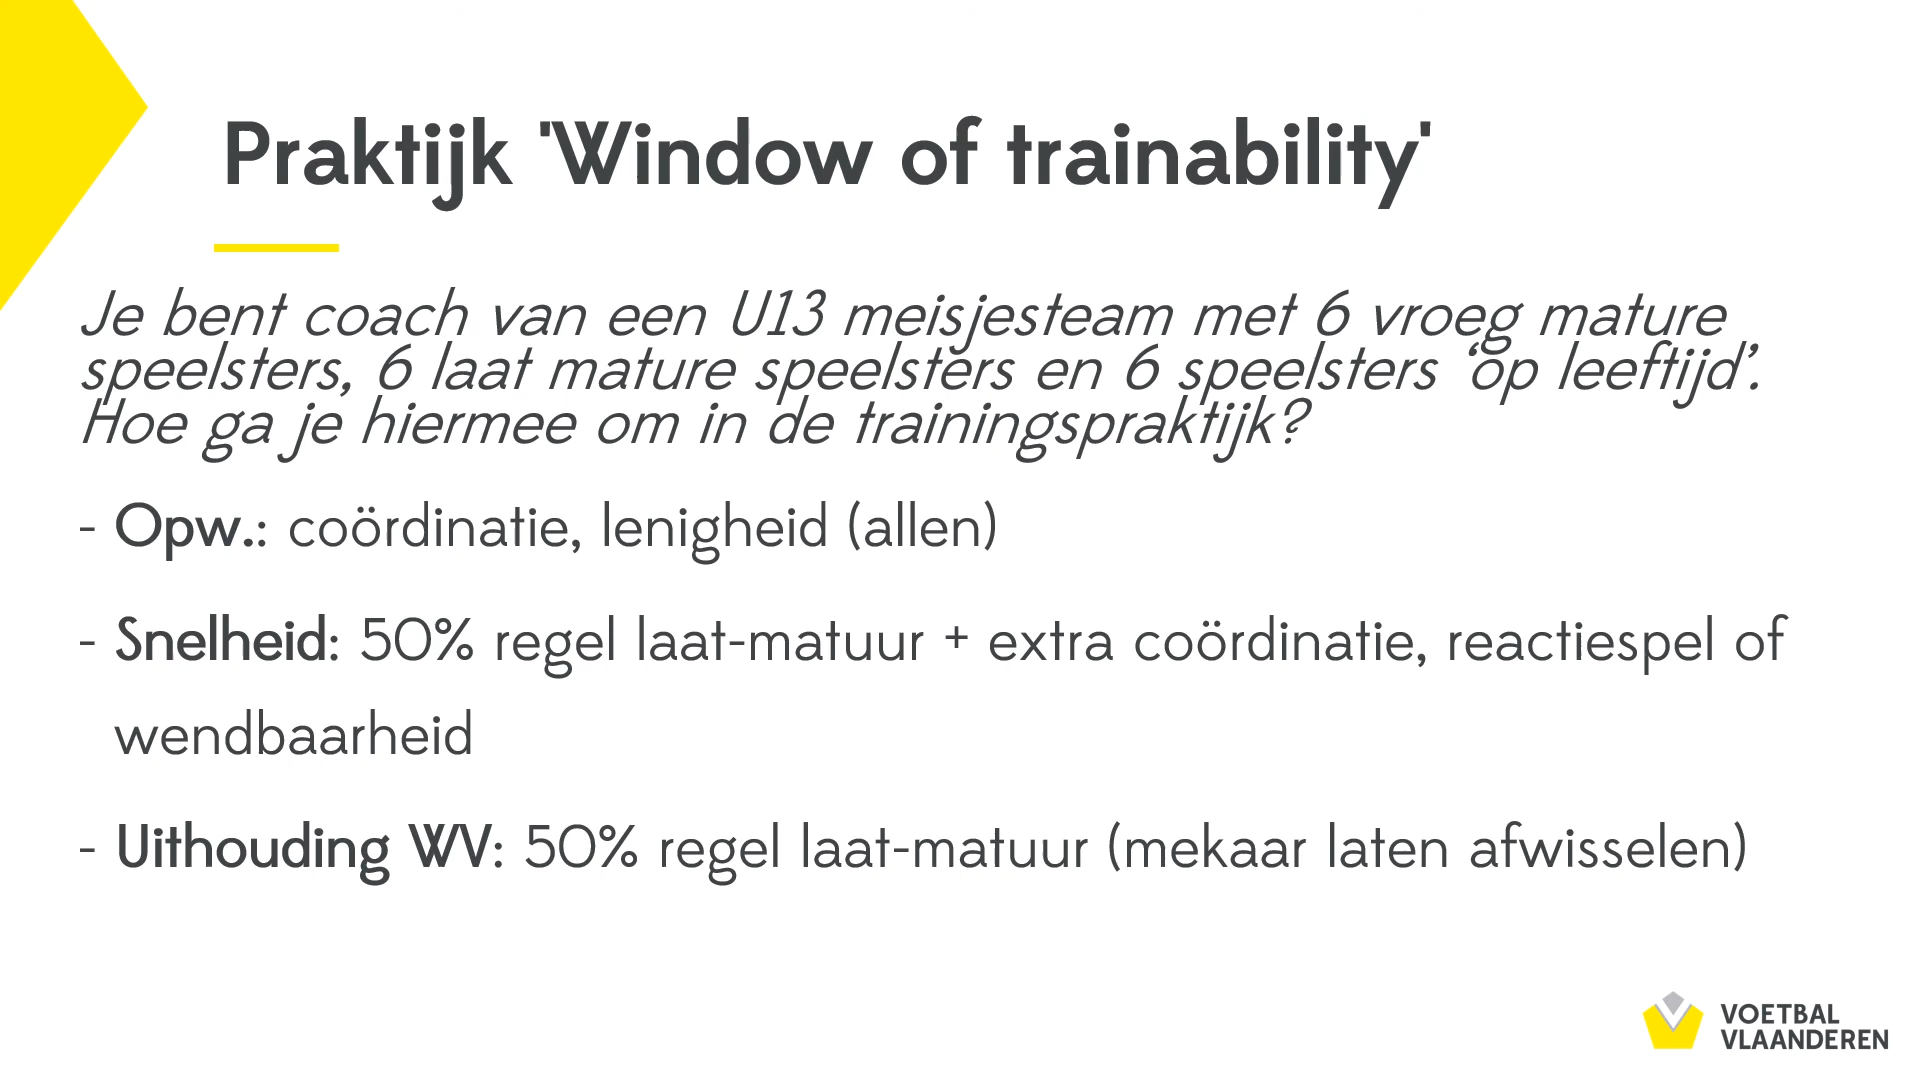 Praktijk 'Window of trainability'
Je bent coach van een U13 meisjesteam met 6 vroeg mature
speelsters, 6 laat mature speelsters en 6 speelsters ‘op leeftijd’.
Hoe ga je hiermee om in de trainingspraktijk?
- Opw.: coördinatie, lenigheid (allen)
- Snelheid: 50% regel laat-matuur + extra coördinatie, reactiespel of
wendbaarheid
- Uithouding WV: 50% regel laat-matuur (mekaar laten afwisselen)
VOETBAL
VLAANDEREN